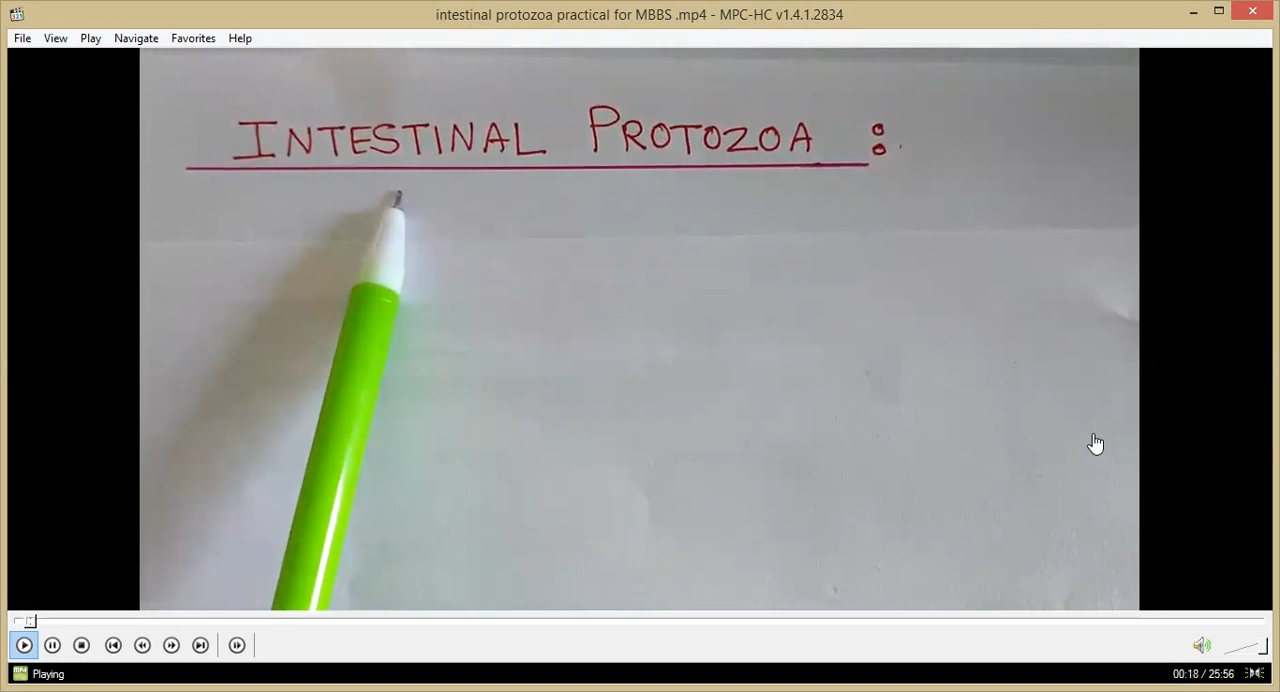 intestinal protozoa practical for MBBS .mp4 - MPC-HC v1.4.1.2834
File View Play Navigate Favorites Help
INTESTINAL PROTOZOA :
Playing 00:18 / 25:56